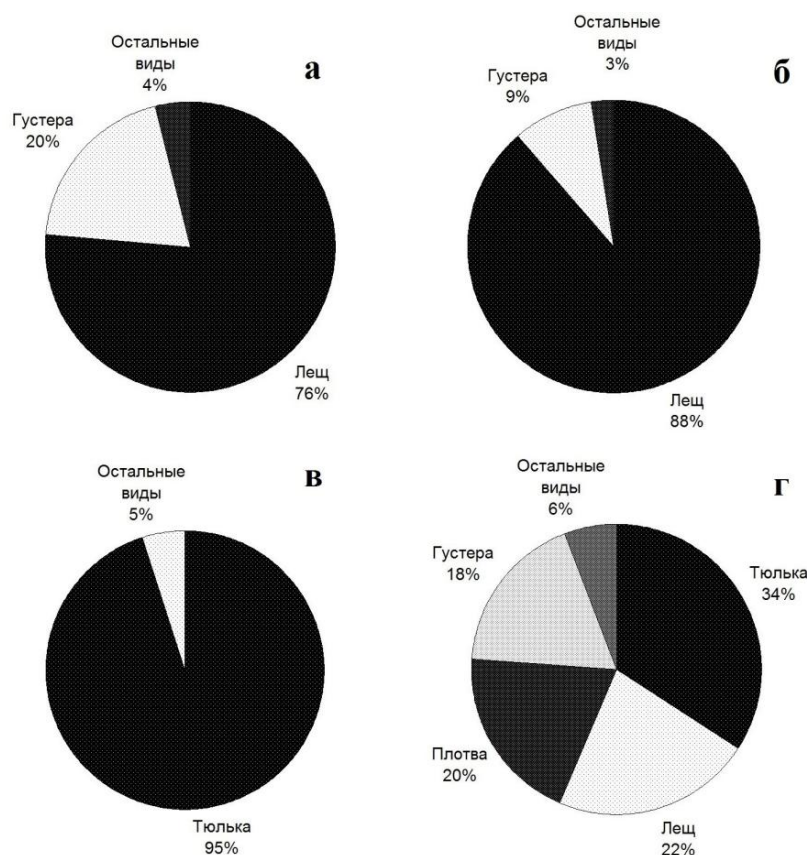 Остальные
виды
4%
а
Густера
20%
Лещ
76%
Остальные
виды
3%
б
Густера
9%
Лещ
88%
Остальные
виды
5%
в
Тюлька
95%
Остальные
виды
6%
г
Густера
18%
Тюлька
34%
Плотва
20%
Лещ
22%